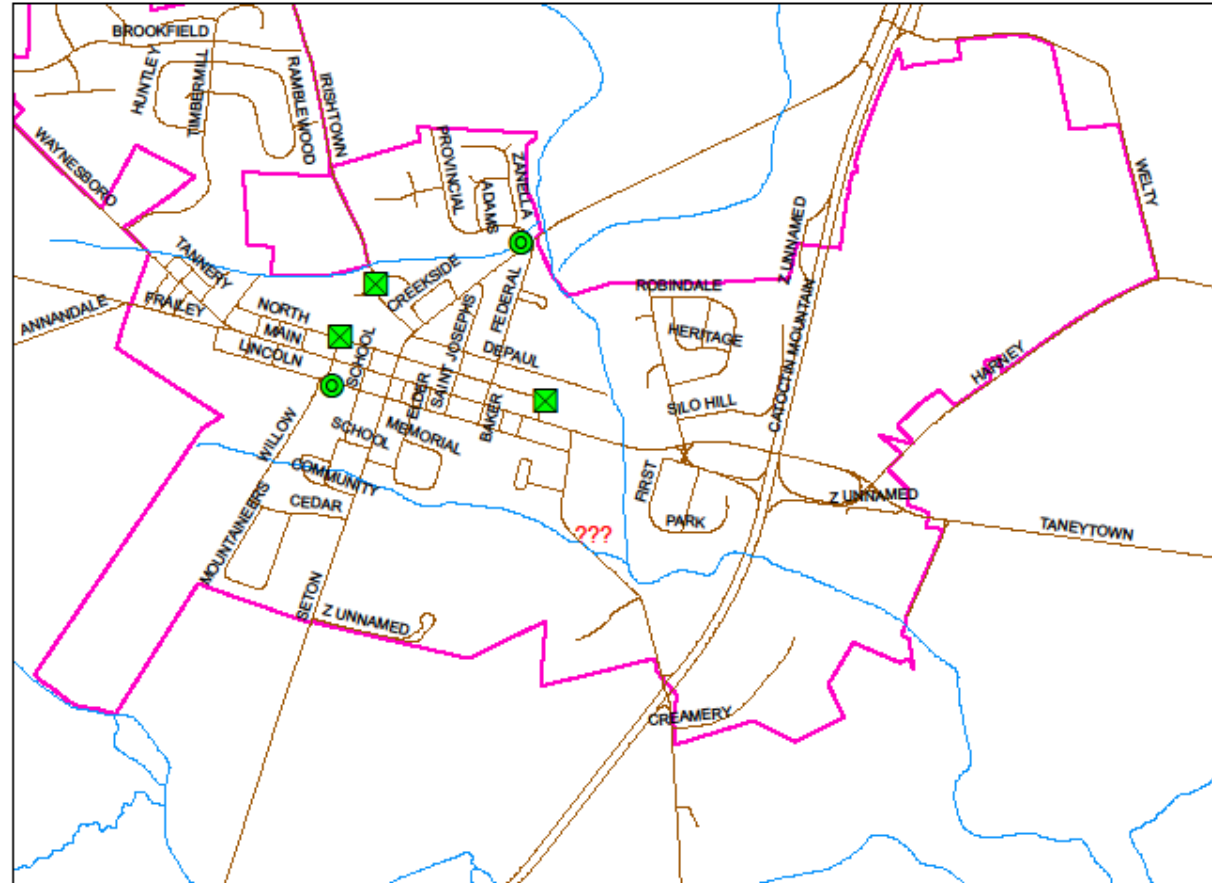 BROOKFIELD
HUNTLEY
TIMBERMILL
RAMBLEWOOD
IRISHTOWN
WAYNESBORO
PROVINCIAL
ADAMS
ZANELLA
WELTY
TANNERY
CREEKSIDE
Z UNNAMED
ROBINDALE
ANNANDALE
FRAILEY
NORTH
MAIN
LINCOLN
SCHOOL
SAINT JOSEPHS
FEDERAL
DEPAUL
HERITAGE
CATOCTIN MOUNTAIN
HARNEY
SILO HILL
ELDER
BAKER
WILLOW
SCHOOL
MEMORIAL
COMMUNITY
CEDAR
MOUNTANEERS
FIRST
PARK
Z UNNAMED
TANEYTOWN
???
SETON
Z UNNAMED
CREAMERY